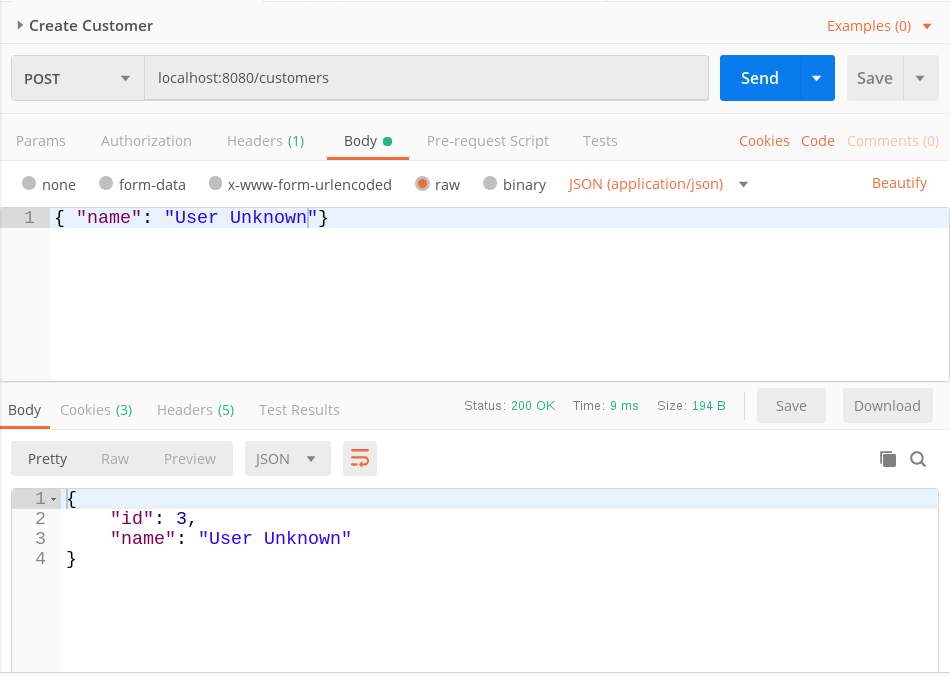 Create Customer Examples (0)
POST localhost:8080/customers Send Save
Params Authorization Headers (1) Body Pre-request Script Tests Cookies Code Comments (0)
none form-data x-www-form-urlencoded raw binary JSON (application/json) Beautify
1 { "name": "User Unknown"}
Body Cookies (3) Headers (5) Test Results Status: 200 OK Time: 9 ms Size: 194 B Save Download
Pretty Raw Preview JSON
1 {
2 "id": 3,
3 "name": "User Unknown"
4 }